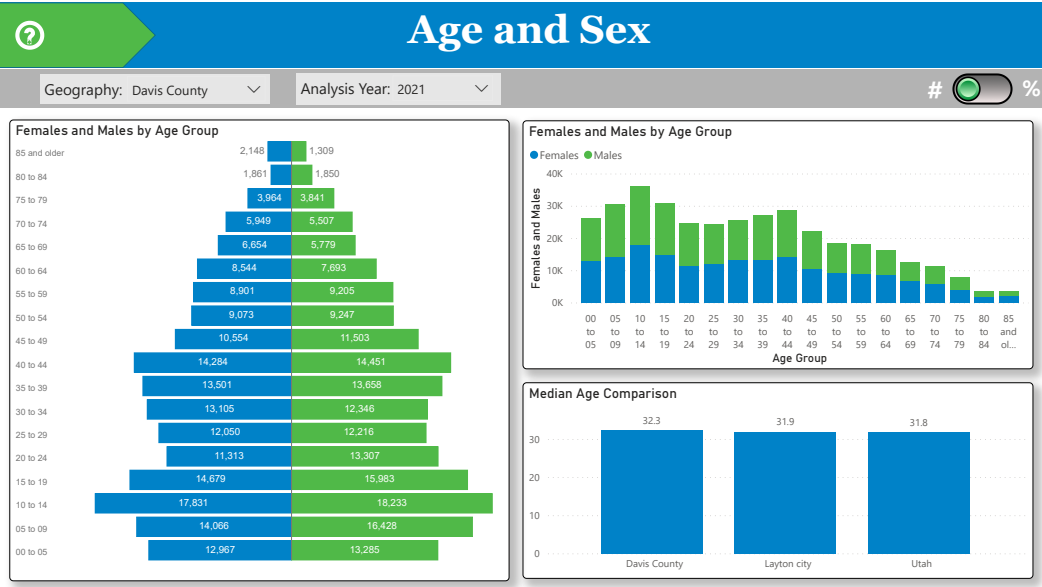 ?
Age and Sex
Geography: Davis County
Analysis Year: 2021
# %
Females and Males by Age Group
85 and older 2,148 1,309
80 to 84 1,861 1,850
75 to 79 3,964 3,841
70 to 74 5,949 5,507
65 to 69 6,654 5,779
60 to 64 8,544 7,693
55 to 59 8,901 9,205
50 to 54 9,073 9,247
45 to 49 10,554 11,503
40 to 44 14,284 14,451
35 to 39 13,501 13,658
30 to 34 13,105 12,346
25 to 29 12,050 12,216
20 to 24 11,313 13,307
15 to 19 14,679 15,983
10 to 14 17,831 18,233
05 to 09 14,066 16,428
00 to 05 12,967 13,285
Females and Males by Age Group
Females Males
Females and Males
40K
30K
20K
10K
0K
00 05 10 15 20 25 30 35 40 45 50 55 60 65 70 75 80 85
to to to to to to to to to to to to to to to to to and
05 09 14 19 24 29 34 39 44 49 54 59 64 69 74 79 84 ol...
Age Group
Median Age Comparison
32.3 31.9 31.8
30
20
10
0
Davis County Layton city Utah